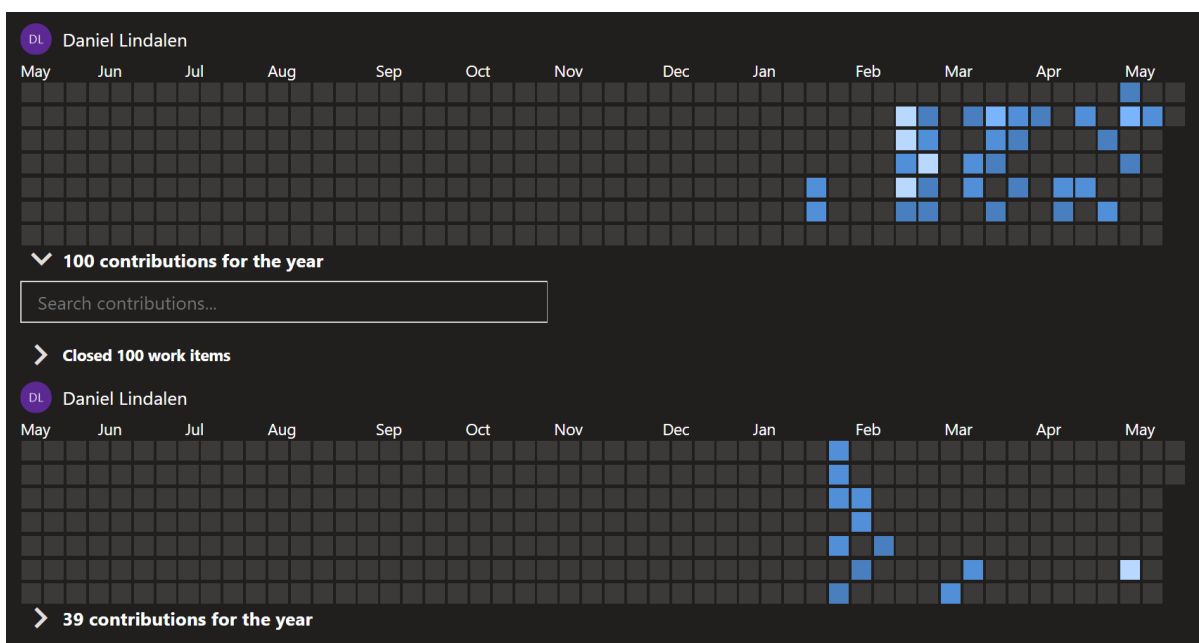 DL Daniel Lindalen
May Jun Jul Aug Sep Oct Nov Dec Jan Feb Mar Apr May
100 contributions for the year
Search contributions...
Closed 100 work items
DL Daniel Lindalen
May Jun Jul Aug Sep Oct Nov Dec Jan Feb Mar Apr May
39 contributions for the year